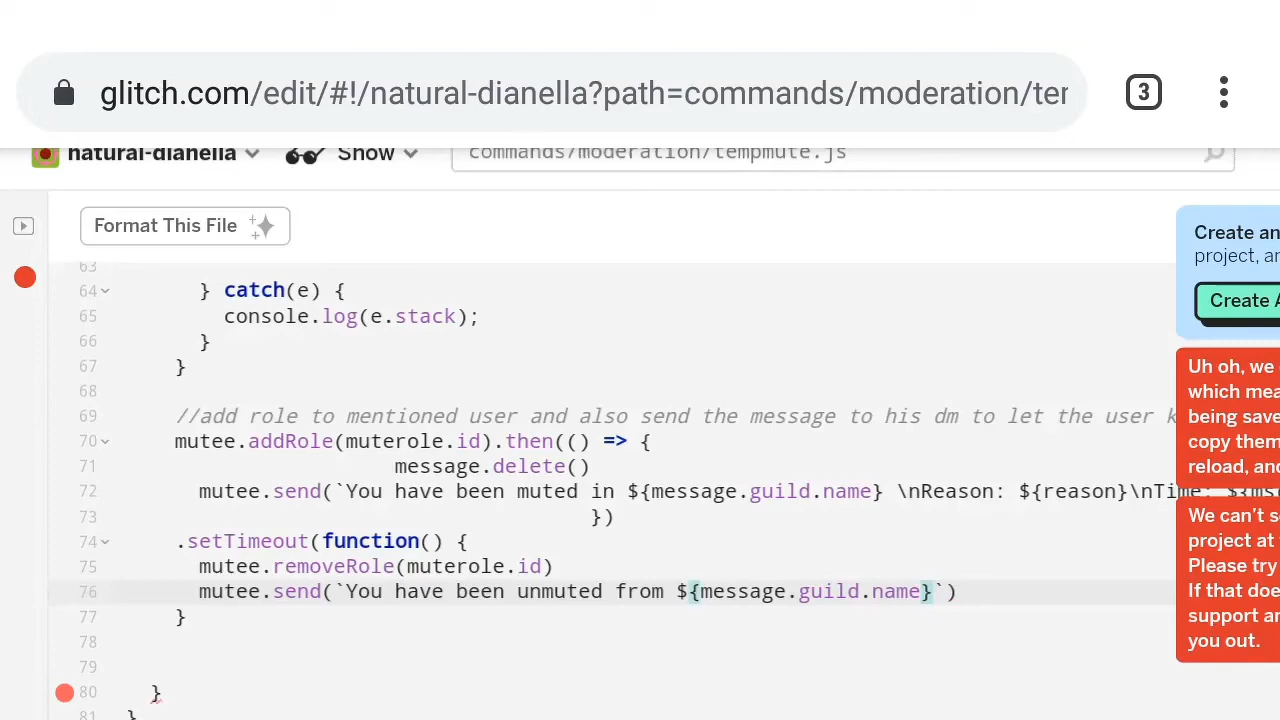 glitch.com/edit/#!/natural-dianella?path=commands/moderation/ter
3
natural-dianella
Show
commands/moderation/tempmute.js
Format This File
Create an
project, an
Create A
63
64 } catch(e) {
65 console.log(e.stack);
66 }
67 }
68
69 //add role to mentioned user and also send the message to his dm to let the user k
70 mutee.addRole(muterole.id).then(() => {
71 message.delete()
72 mutee.send(`You have been muted in ${message.guild.name} \nReason: ${reason}\nTime: ${ms
73 })
74 .setTimeout(function() {
75 mutee.removeRole(muterole.id)
76 mutee.send(`You have been unmuted from ${message.guild.name}`)
77 }
78
79
80 }
81 }
Uh oh, we
which mea
being save
copy them
reload, and
We can't s
project at
Please try
If that doe
support an
you out.